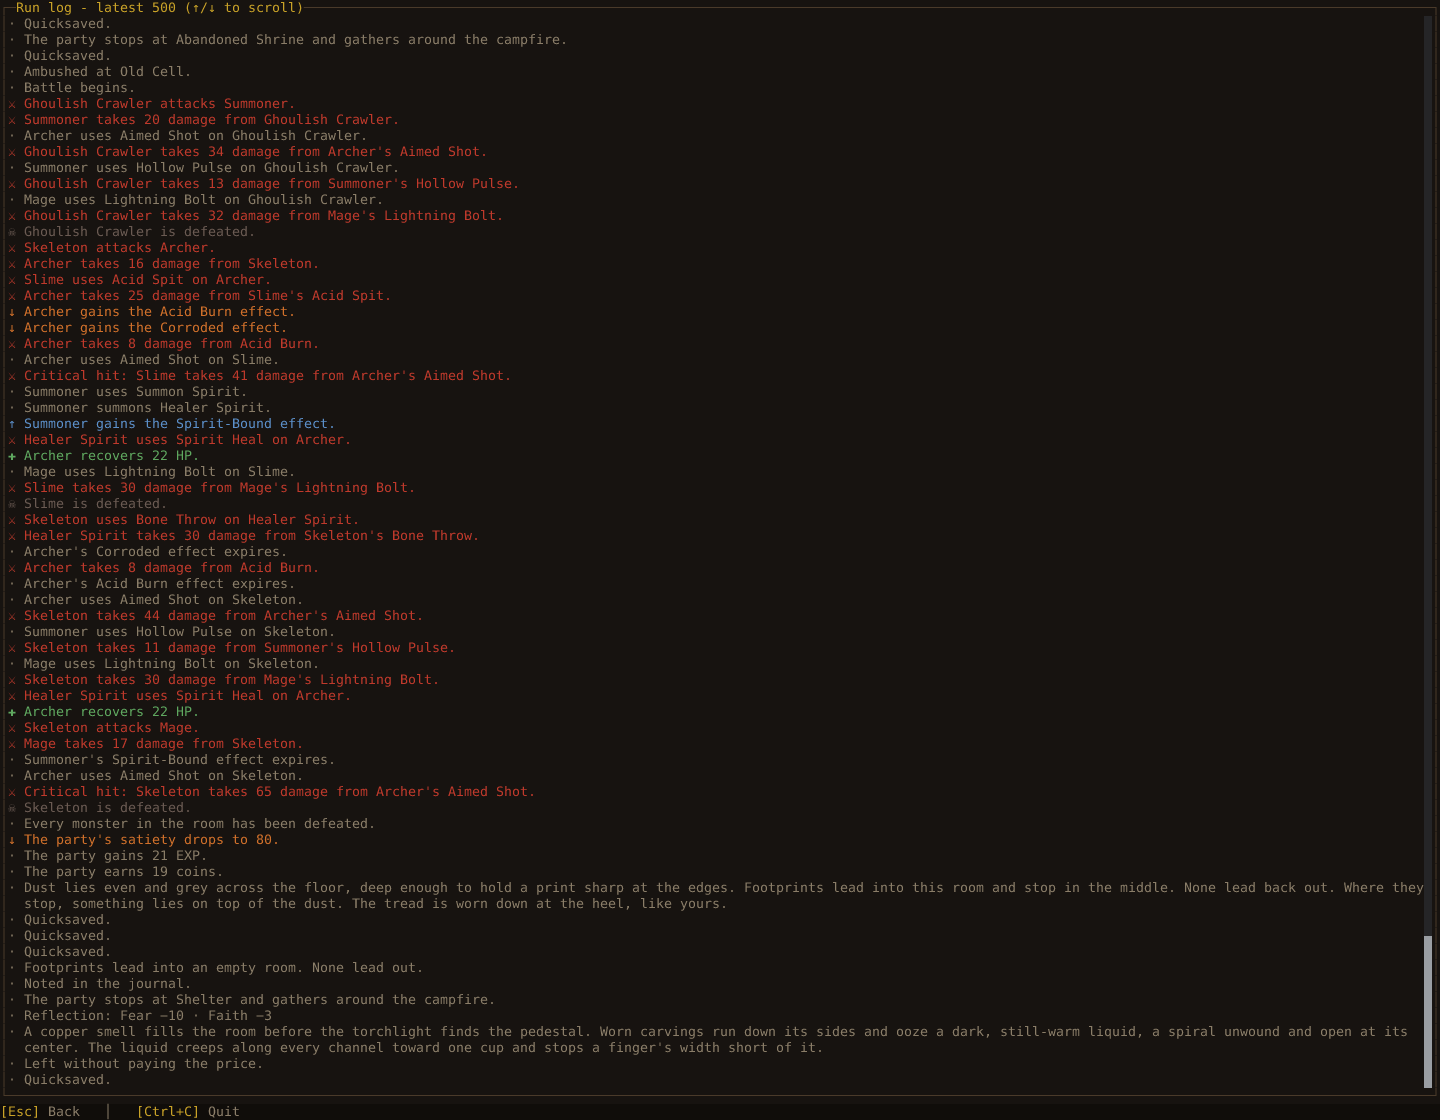 Run log - latest 500 (↑/↓ to scroll)
· Quicksaved.
· The party stops at Abandoned Shrine and gathers around the campfire.
· Quicksaved.
· Ambushed at Old Cell.
· Battle begins.
⚔ Ghoulish Crawler attacks Summoner.
⚔ Summoner takes 20 damage from Ghoulish Crawler.
· Archer uses Aimed Shot on Ghoulish Crawler.
⚔ Ghoulish Crawler takes 34 damage from Archer's Aimed Shot.
· Summoner uses Hollow Pulse on Ghoulish Crawler.
⚔ Ghoulish Crawler takes 13 damage from Summoner's Hollow Pulse.
· Mage uses Lightning Bolt on Ghoulish Crawler.
⚔ Ghoulish Crawler takes 32 damage from Mage's Lightning Bolt.
☠ Ghoulish Crawler is defeated.
⚔ Skeleton attacks Archer.
⚔ Archer takes 16 damage from Skeleton.
⚔ Slime uses Acid Spit on Archer.
⚔ Archer takes 25 damage from Slime's Acid Spit.
↓ Archer gains the Acid Burn effect.
↓ Archer gains the Corroded effect.
⚔ Archer takes 8 damage from Acid Burn.
· Archer uses Aimed Shot on Slime.
⚔ Critical hit: Slime takes 41 damage from Archer's Aimed Shot.
· Summoner uses Summon Spirit.
· Summoner summons Healer Spirit.
↑ Summoner gains the Spirit-Bound effect.
⚔ Healer Spirit uses Spirit Heal on Archer.
✚ Archer recovers 22 HP.
· Mage uses Lightning Bolt on Slime.
⚔ Slime takes 30 damage from Mage's Lightning Bolt.
☠ Slime is defeated.
⚔ Skeleton uses Bone Throw on Healer Spirit.
⚔ Healer Spirit takes 30 damage from Skeleton's Bone Throw.
· Archer's Corroded effect expires.
⚔ Archer takes 8 damage from Acid Burn.
· Archer's Acid Burn effect expires.
· Archer uses Aimed Shot on Skeleton.
⚔ Skeleton takes 44 damage from Archer's Aimed Shot.
· Summoner uses Hollow Pulse on Skeleton.
⚔ Skeleton takes 11 damage from Summoner's Hollow Pulse.
· Mage uses Lightning Bolt on Skeleton.
⚔ Skeleton takes 30 damage from Mage's Lightning Bolt.
⚔ Healer Spirit uses Spirit Heal on Archer.
✚ Archer recovers 22 HP.
⚔ Skeleton attacks Mage.
⚔ Mage takes 17 damage from Skeleton.
· Summoner's Spirit-Bound effect expires.
· Archer uses Aimed Shot on Skeleton.
⚔ Critical hit: Skeleton takes 65 damage from Archer's Aimed Shot.
☠ Skeleton is defeated.
· Every monster in the room has been defeated.
↓ The party's satiety drops to 80.
· The party gains 21 EXP.
· The party earns 19 coins.
· Dust lies even and grey across the floor, deep enough to hold a print sharp at the edges. Footprints lead into this room and stop in the middle. None lead back out. Where they
stop, something lies on top of the dust. The tread is worn down at the heel, like yours.
· Quicksaved.
· Quicksaved.
· Quicksaved.
· Footprints lead into an empty room. None lead out.
· Noted in the journal.
· The party stops at Shelter and gathers around the campfire.
· Reflection: Fear −10 · Faith −3
· A copper smell fills the room before the torchlight finds the pedestal. Worn carvings run down its sides and ooze a dark, still-warm liquid, a spiral unwound and open at its
center. The liquid creeps along every channel toward one cup and stops a finger's width short of it.
· Left without paying the price.
· Quicksaved.
[Esc] Back │ [Ctrl+C] Quit